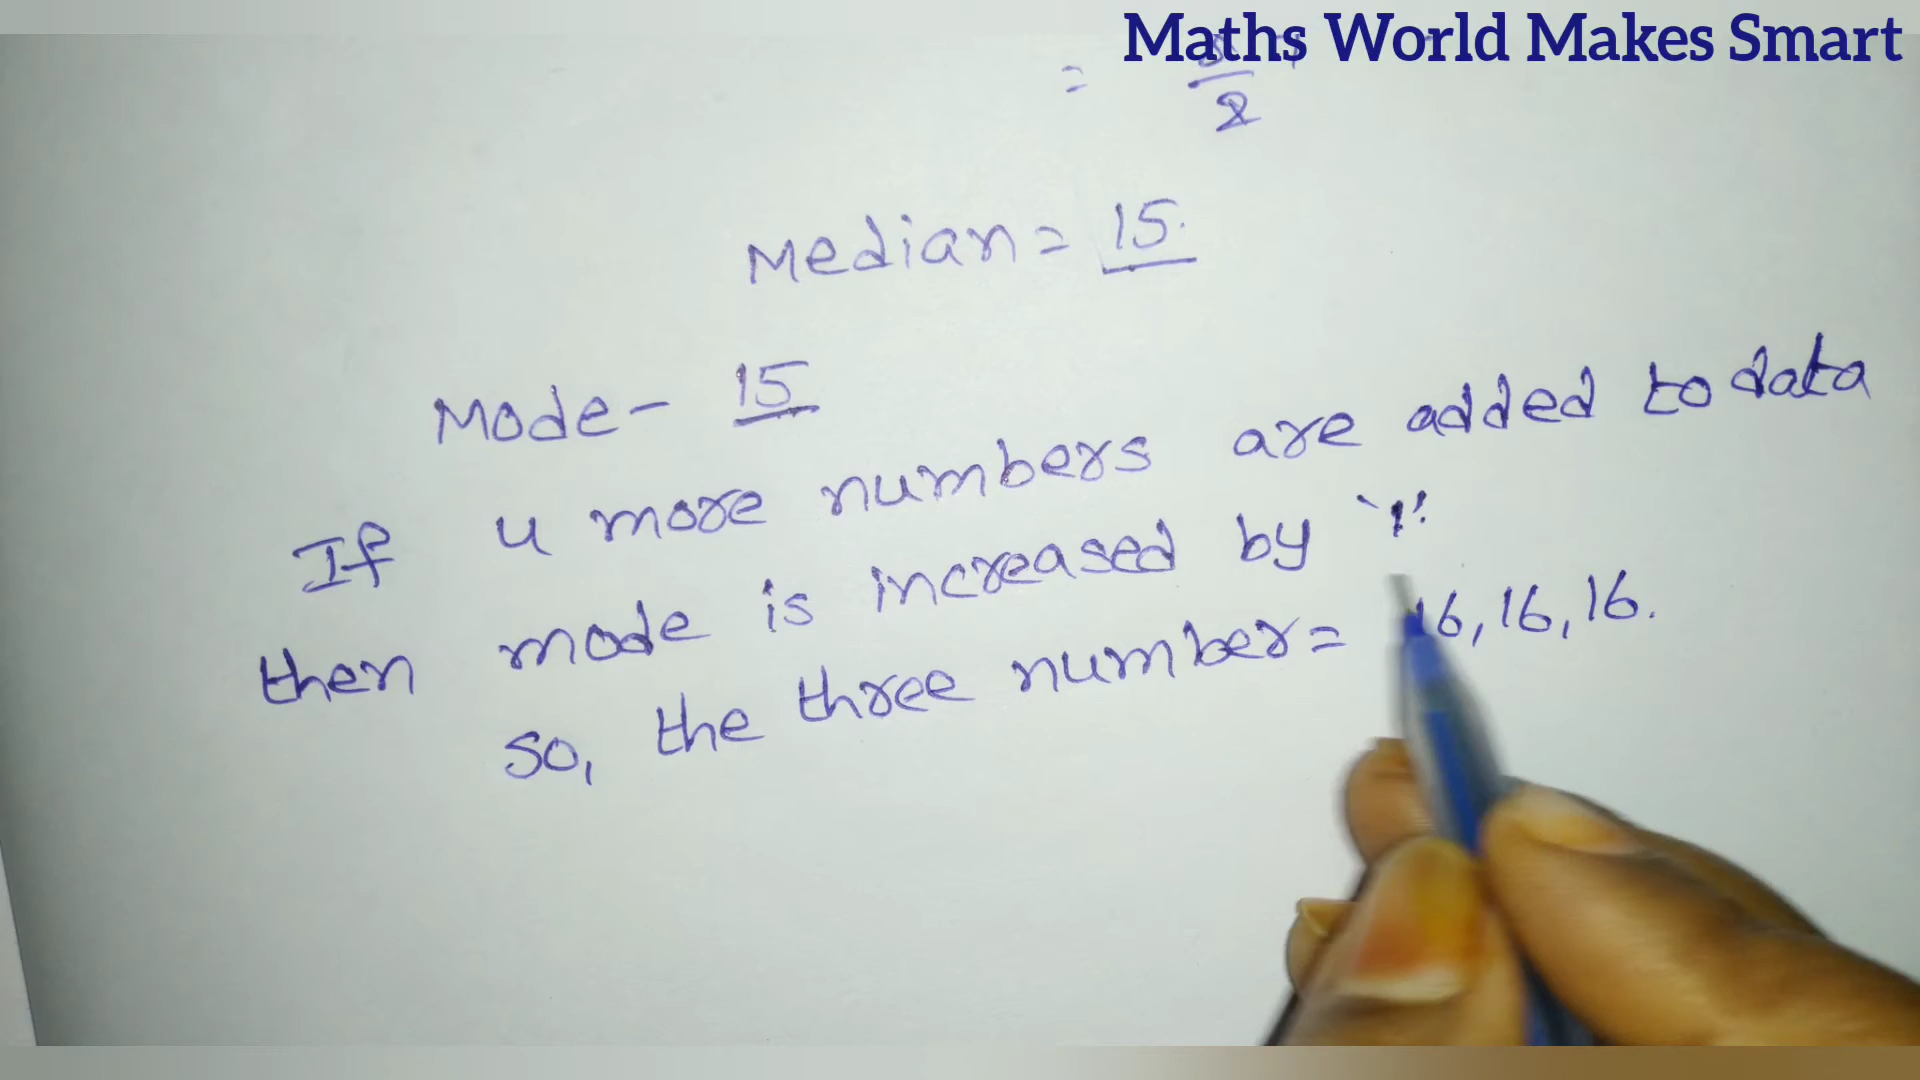 Maths World Makes Smart
= /2
Median = 15.
Mode - 15
If 4 more numbers are added to data
then mode is increased by '1'
so, the three number = 16, 16, 16.